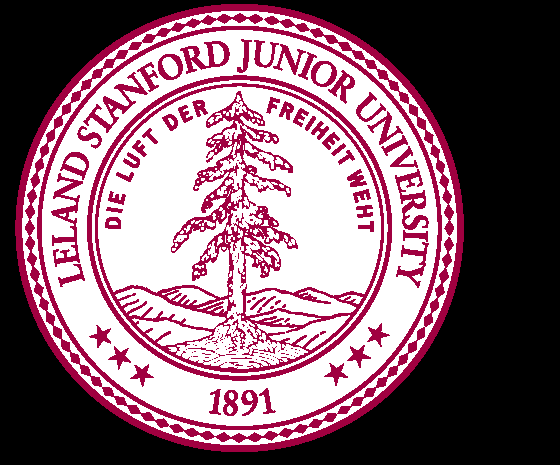 LELAND STANFORD JUNIOR UNIVERSITY
DIE LUFT DER FREIHEIT WEHT
1891